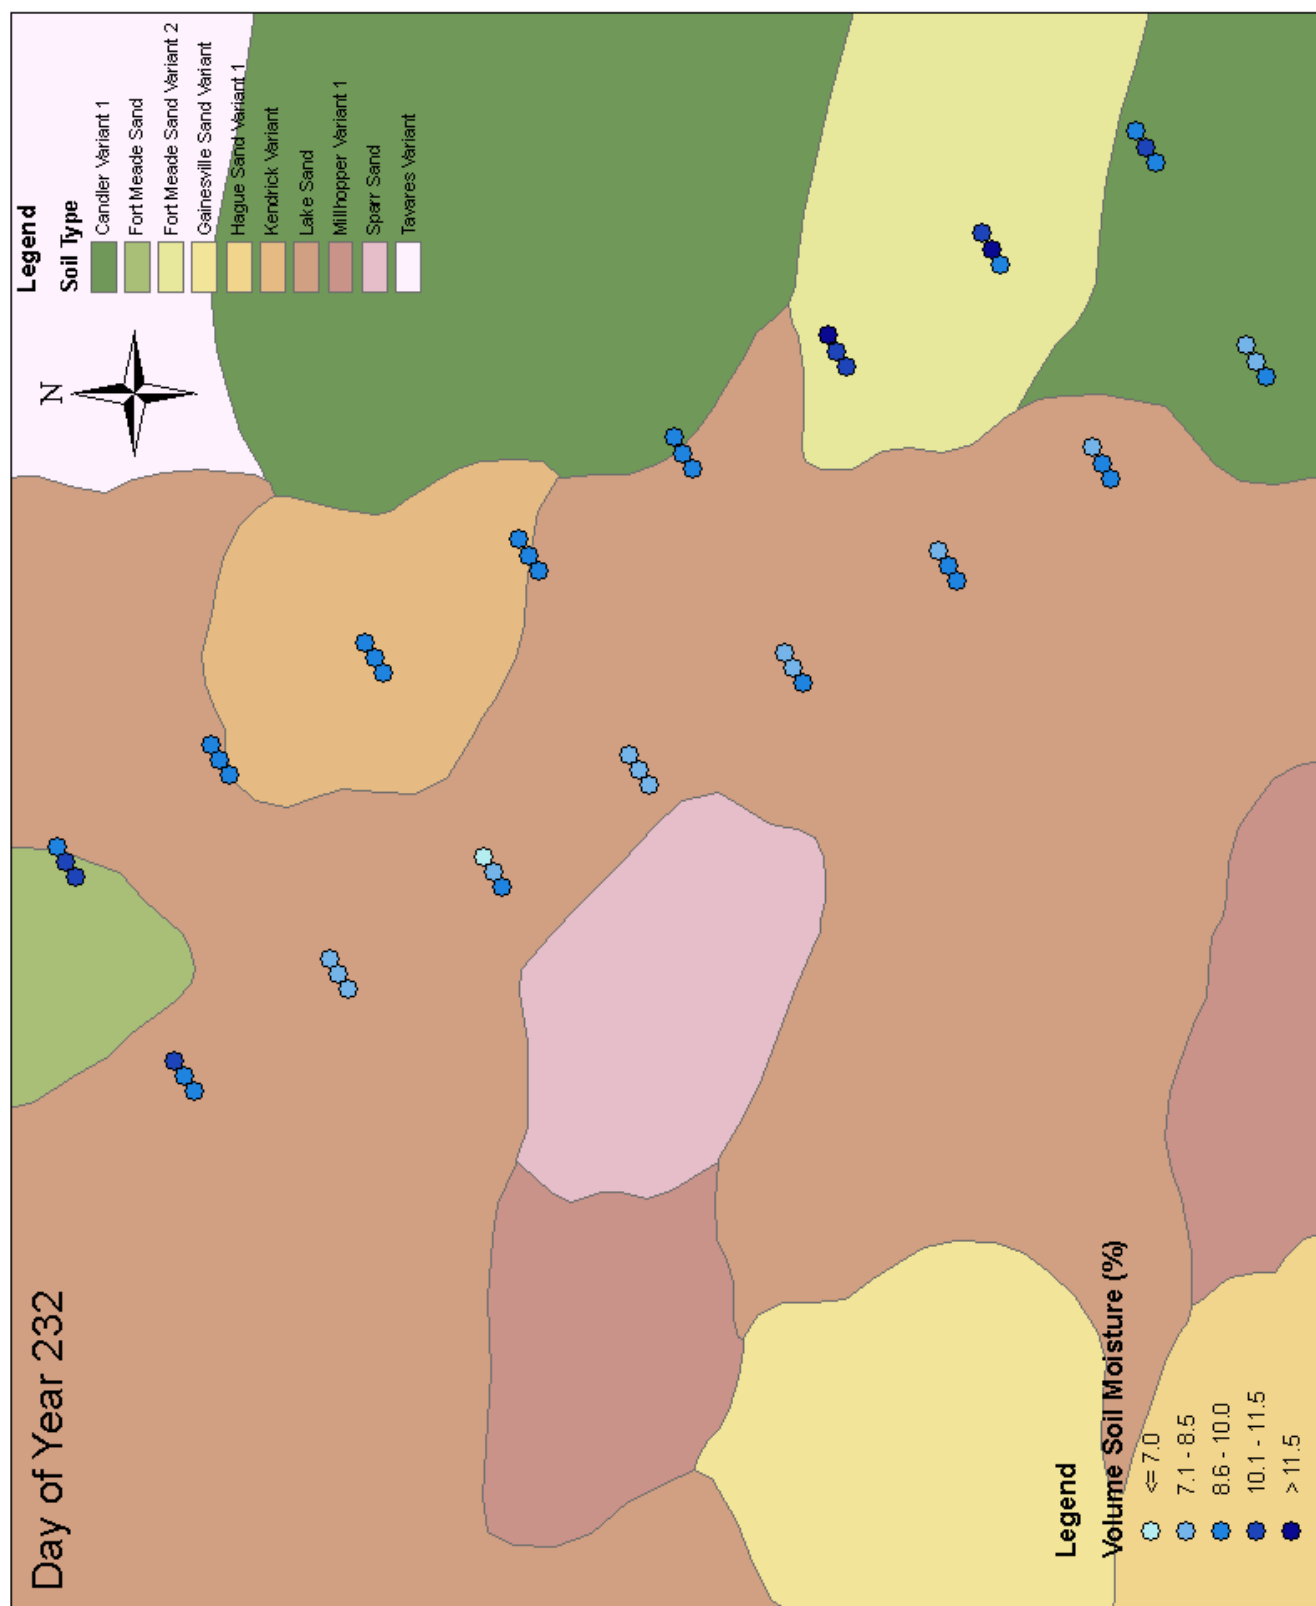 Day of Year 232
N
Legend
Soil Type
Candler Variant 1
Fort Meade Sand
Fort Meade Sand Variant 2
Gainesville Sand Variant
Hague Sand Variant 1
Kendrick Variant
Lake Sand
Millhopper Variant 1
Sparr Sand
Tavares Variant
Legend
Volume Soil Moisture (%)
<= 7.0
7.1 - 8.5
8.6 - 10.0
10.1 - 11.5
> 11.5